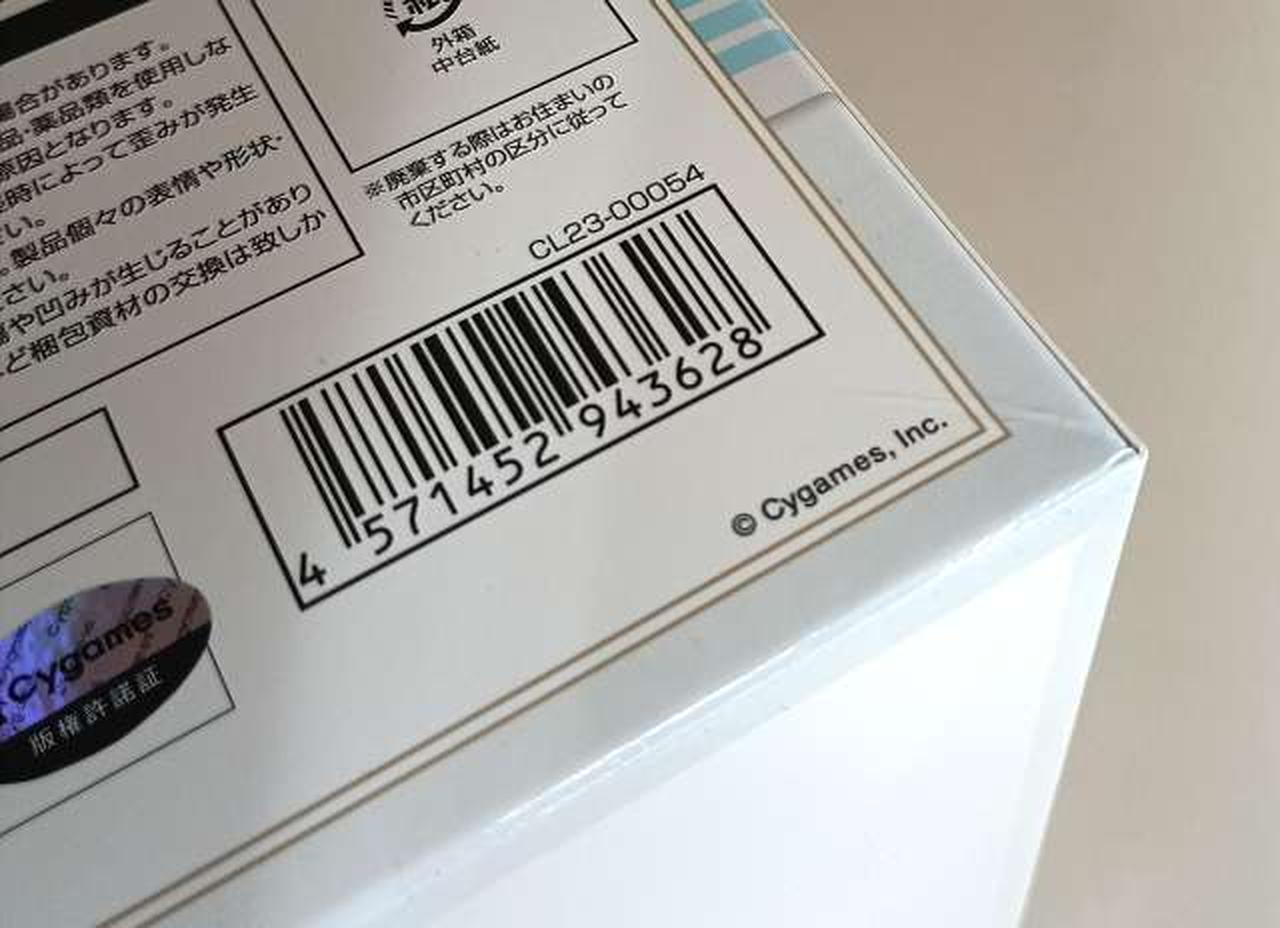 場合があります。
品・薬品類を使用しな
原因となります。
時によって歪みが発生
い。
。製品個々の表情や形状・
さい。
や凹みが生じることがあり
ど梱包資材の交換は致しか
外箱
中台紙
※廃棄する際はお住まいの
市区町村の区分に従って
ください。
CL23-00054
4 571452 943628
© Cygames, Inc.
Cygames
版権許諾証